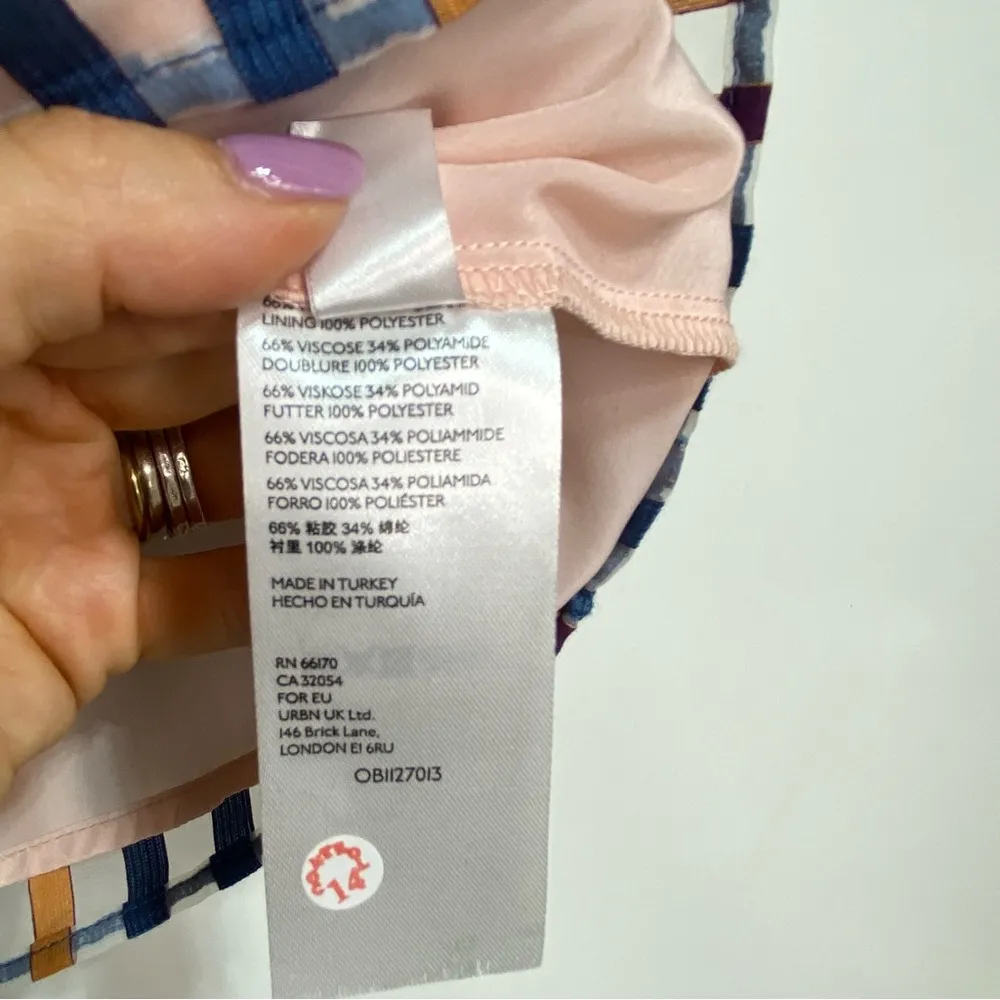 66%
LINING 100% POLYESTER
66% VISCOSE 34% POLYAMIDE
DOUBLURE 100% POLYESTER
66% VISKOSE 34% POLYAMID
FUTTER 100% POLYESTER
66% VISCOSA 34% POLIAMMIDE
FODERA 100% POLIESTERE
66% VISCOSA 34% POLIAMIDA
FORRO 100% POLIÉSTER
66% 粘胶 34% 绵纶
衬里 100% 涤纶
MADE IN TURKEY
HECHO EN TURQUÍA
RN 66170
CA 32054
FOR EU
URBN UK Ltd.
146 Brick Lane,
LONDON E1 6RU
OB1127013
14